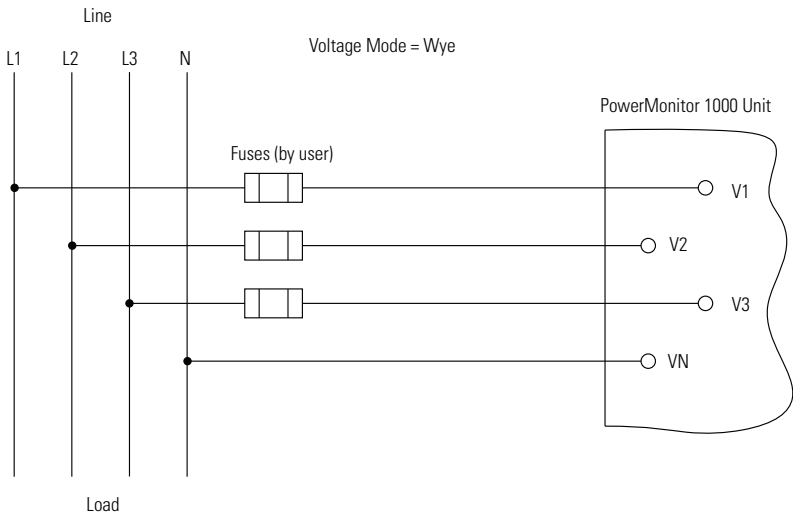 Line
Voltage Mode = Wye
L1 L2 L3 N
PowerMonitor 1000 Unit
Fuses (by user)
V1
V2
V3
VN
Load